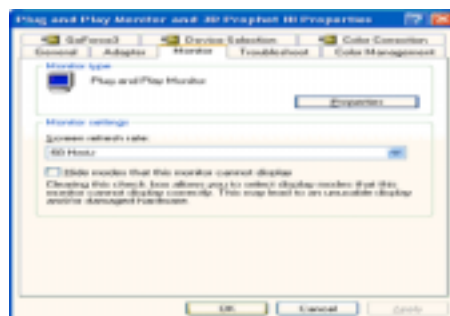 Plug and Play Monitor and 3D Prophet III Properties
GeForce3 Device Selection Color Correction
General Adapter Monitor Troubleshoot Color Management
Monitor type
Plug and Play Monitor
Properties
Monitor settings
Screen refresh rate:
60 Hertz
Hide modes that this monitor cannot display
Clearing this check box allows you to select display modes that this
monitor cannot display correctly. This may lead to an unusable display
and/or damaged hardware.
OK Cancel Apply